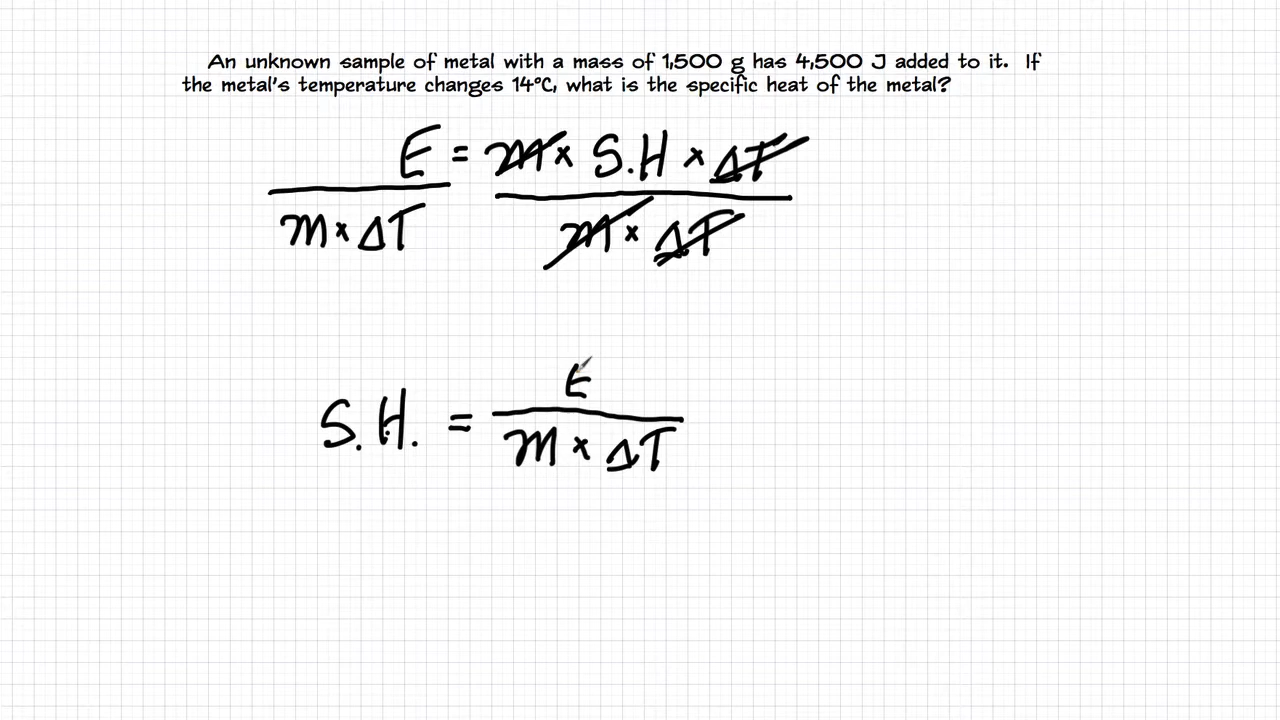 An unknown sample of metal with a mass of 1,500 g has 4,500 J added to it. If
the metal's temperature changes 14°C, what is the specific heat of the metal?
E = m x S.H x ΔT
m x ΔT m x ΔT
E
S.H. =
m x ΔT